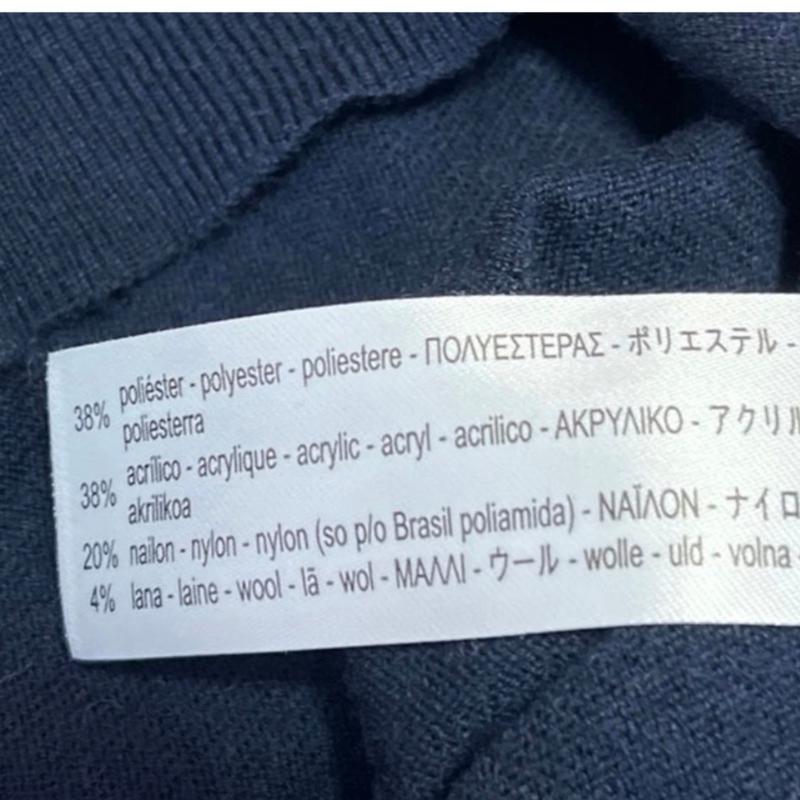 38% poliéster - polyester - poliestere - ΠΟΛΥΕΣΤΕΡΑΣ - ポリエステル -
poliesterra
38% acrílico - acrylique - acrylic - acryl - acrilico - ΑΚΡΥΛΙΚΟ - アクリル
akrilikoa
20% nailon - nylon - nylon (so p/o Brasil poliamida) - ΝΑΪΛΟΝ - ナイロ
4% lana - laine - wool - lã - wol - ΜΑΛΛΙ - ウール - wolle - uld - volna -